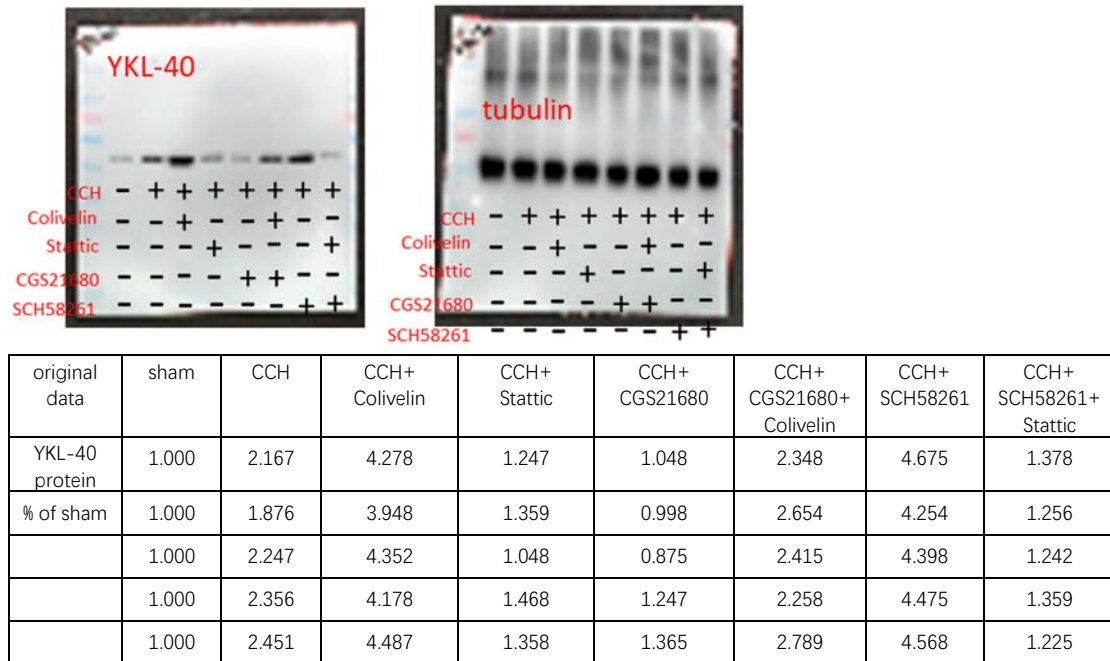 YKL-40
CCH - + + + + + + +
Colivelin - - + - - + - -
Stattic - - - + - - - +
CGS21680 - - - - + + - -
SCH58261 - - - - - - + +
tubulin
CCH - + + + + + + +
Colivelin - - + - - + - -
Stattic - - - + - - - +
CGS21680 - - - - + + - -
SCH58261 - - - - - - + +
original data sham CCH CCH+ Colivelin CCH+ Stattic CCH+ CGS21680 CCH+ CGS21680+ Colivelin CCH+ SCH58261 CCH+ SCH58261+ Stattic
YKL-40 protein 1.000 2.167 4.278 1.247 1.048 2.348 4.675 1.378
% of sham 1.000 1.876 3.948 1.359 0.998 2.654 4.254 1.256
1.000 2.247 4.352 1.048 0.875 2.415 4.398 1.242
1.000 2.356 4.178 1.468 1.247 2.258 4.475 1.359
1.000 2.451 4.487 1.358 1.365 2.789 4.568 1.225